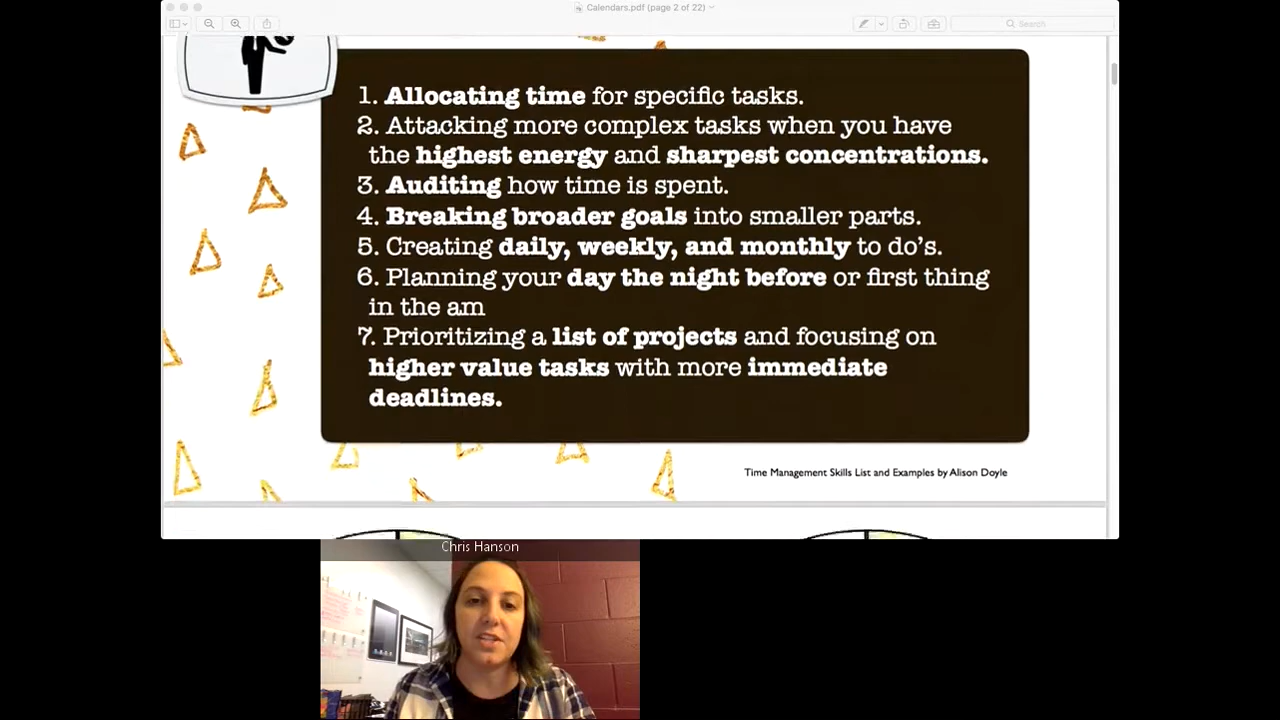 Calendars.pdf (page 2 of 22)
Search
1. Allocating time for specific tasks.
2. Attacking more complex tasks when you have
the highest energy and sharpest concentrations.
3. Auditing how time is spent.
4. Breaking broader goals into smaller parts.
5. Creating daily, weekly, and monthly to do's.
6. Planning your day the night before or first thing
in the am
7. Prioritizing a list of projects and focusing on
higher value tasks with more immediate
deadlines.
Time Management Skills List and Examples by Alison Doyle
Chris Hanson